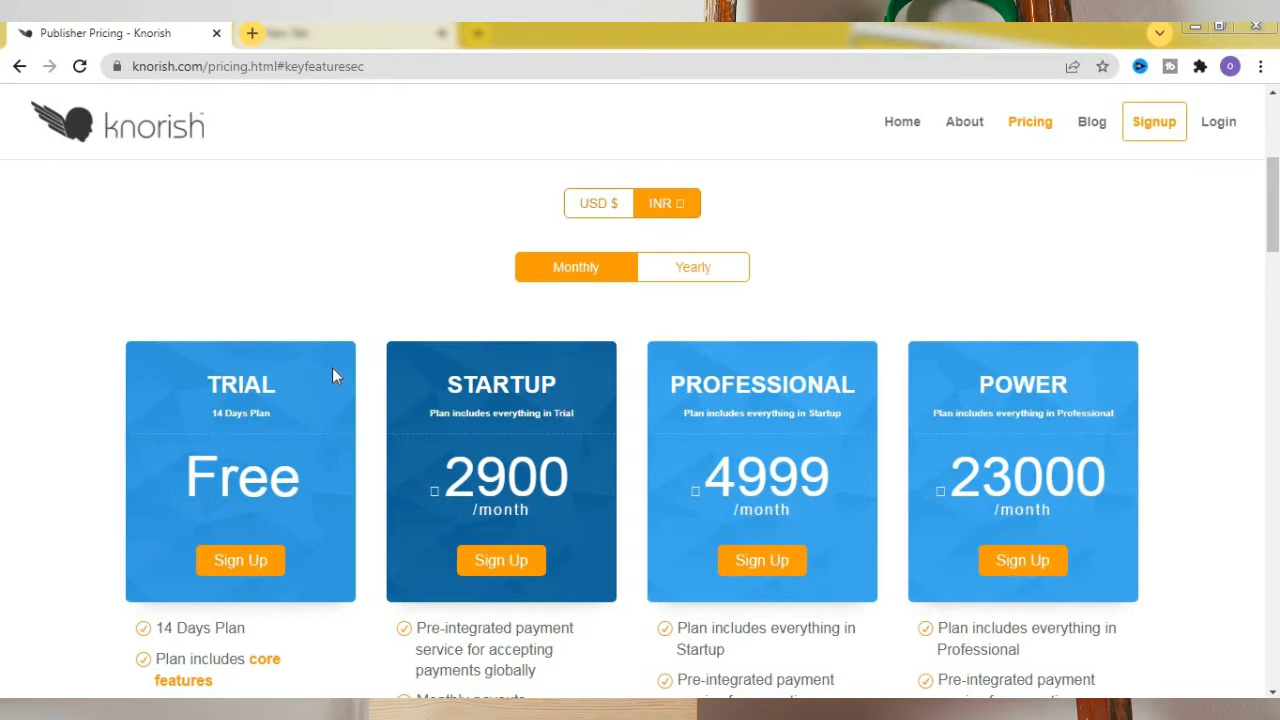 Publisher Pricing - Knorish
New Tab
knorish.com/pricing.html#keyfeaturesec
O
knorish
Home
About
Pricing
Blog
Signup
Login
USD $
INR
Monthly
Yearly
TRIAL
14 Days Plan
Free
Sign Up
14 Days Plan
Plan includes core
features
STARTUP
Plan includes everything in Trial
2900
/month
Sign Up
Pre-integrated payment
service for accepting
payments globally
Monthly payouts
PROFESSIONAL
Plan includes everything in Startup
4999
/month
Sign Up
Plan includes everything in
Startup
Pre-integrated payment
POWER
Plan includes everything in Professional
23000
/month
Sign Up
Plan includes everything in
Professional
Pre-integrated payment